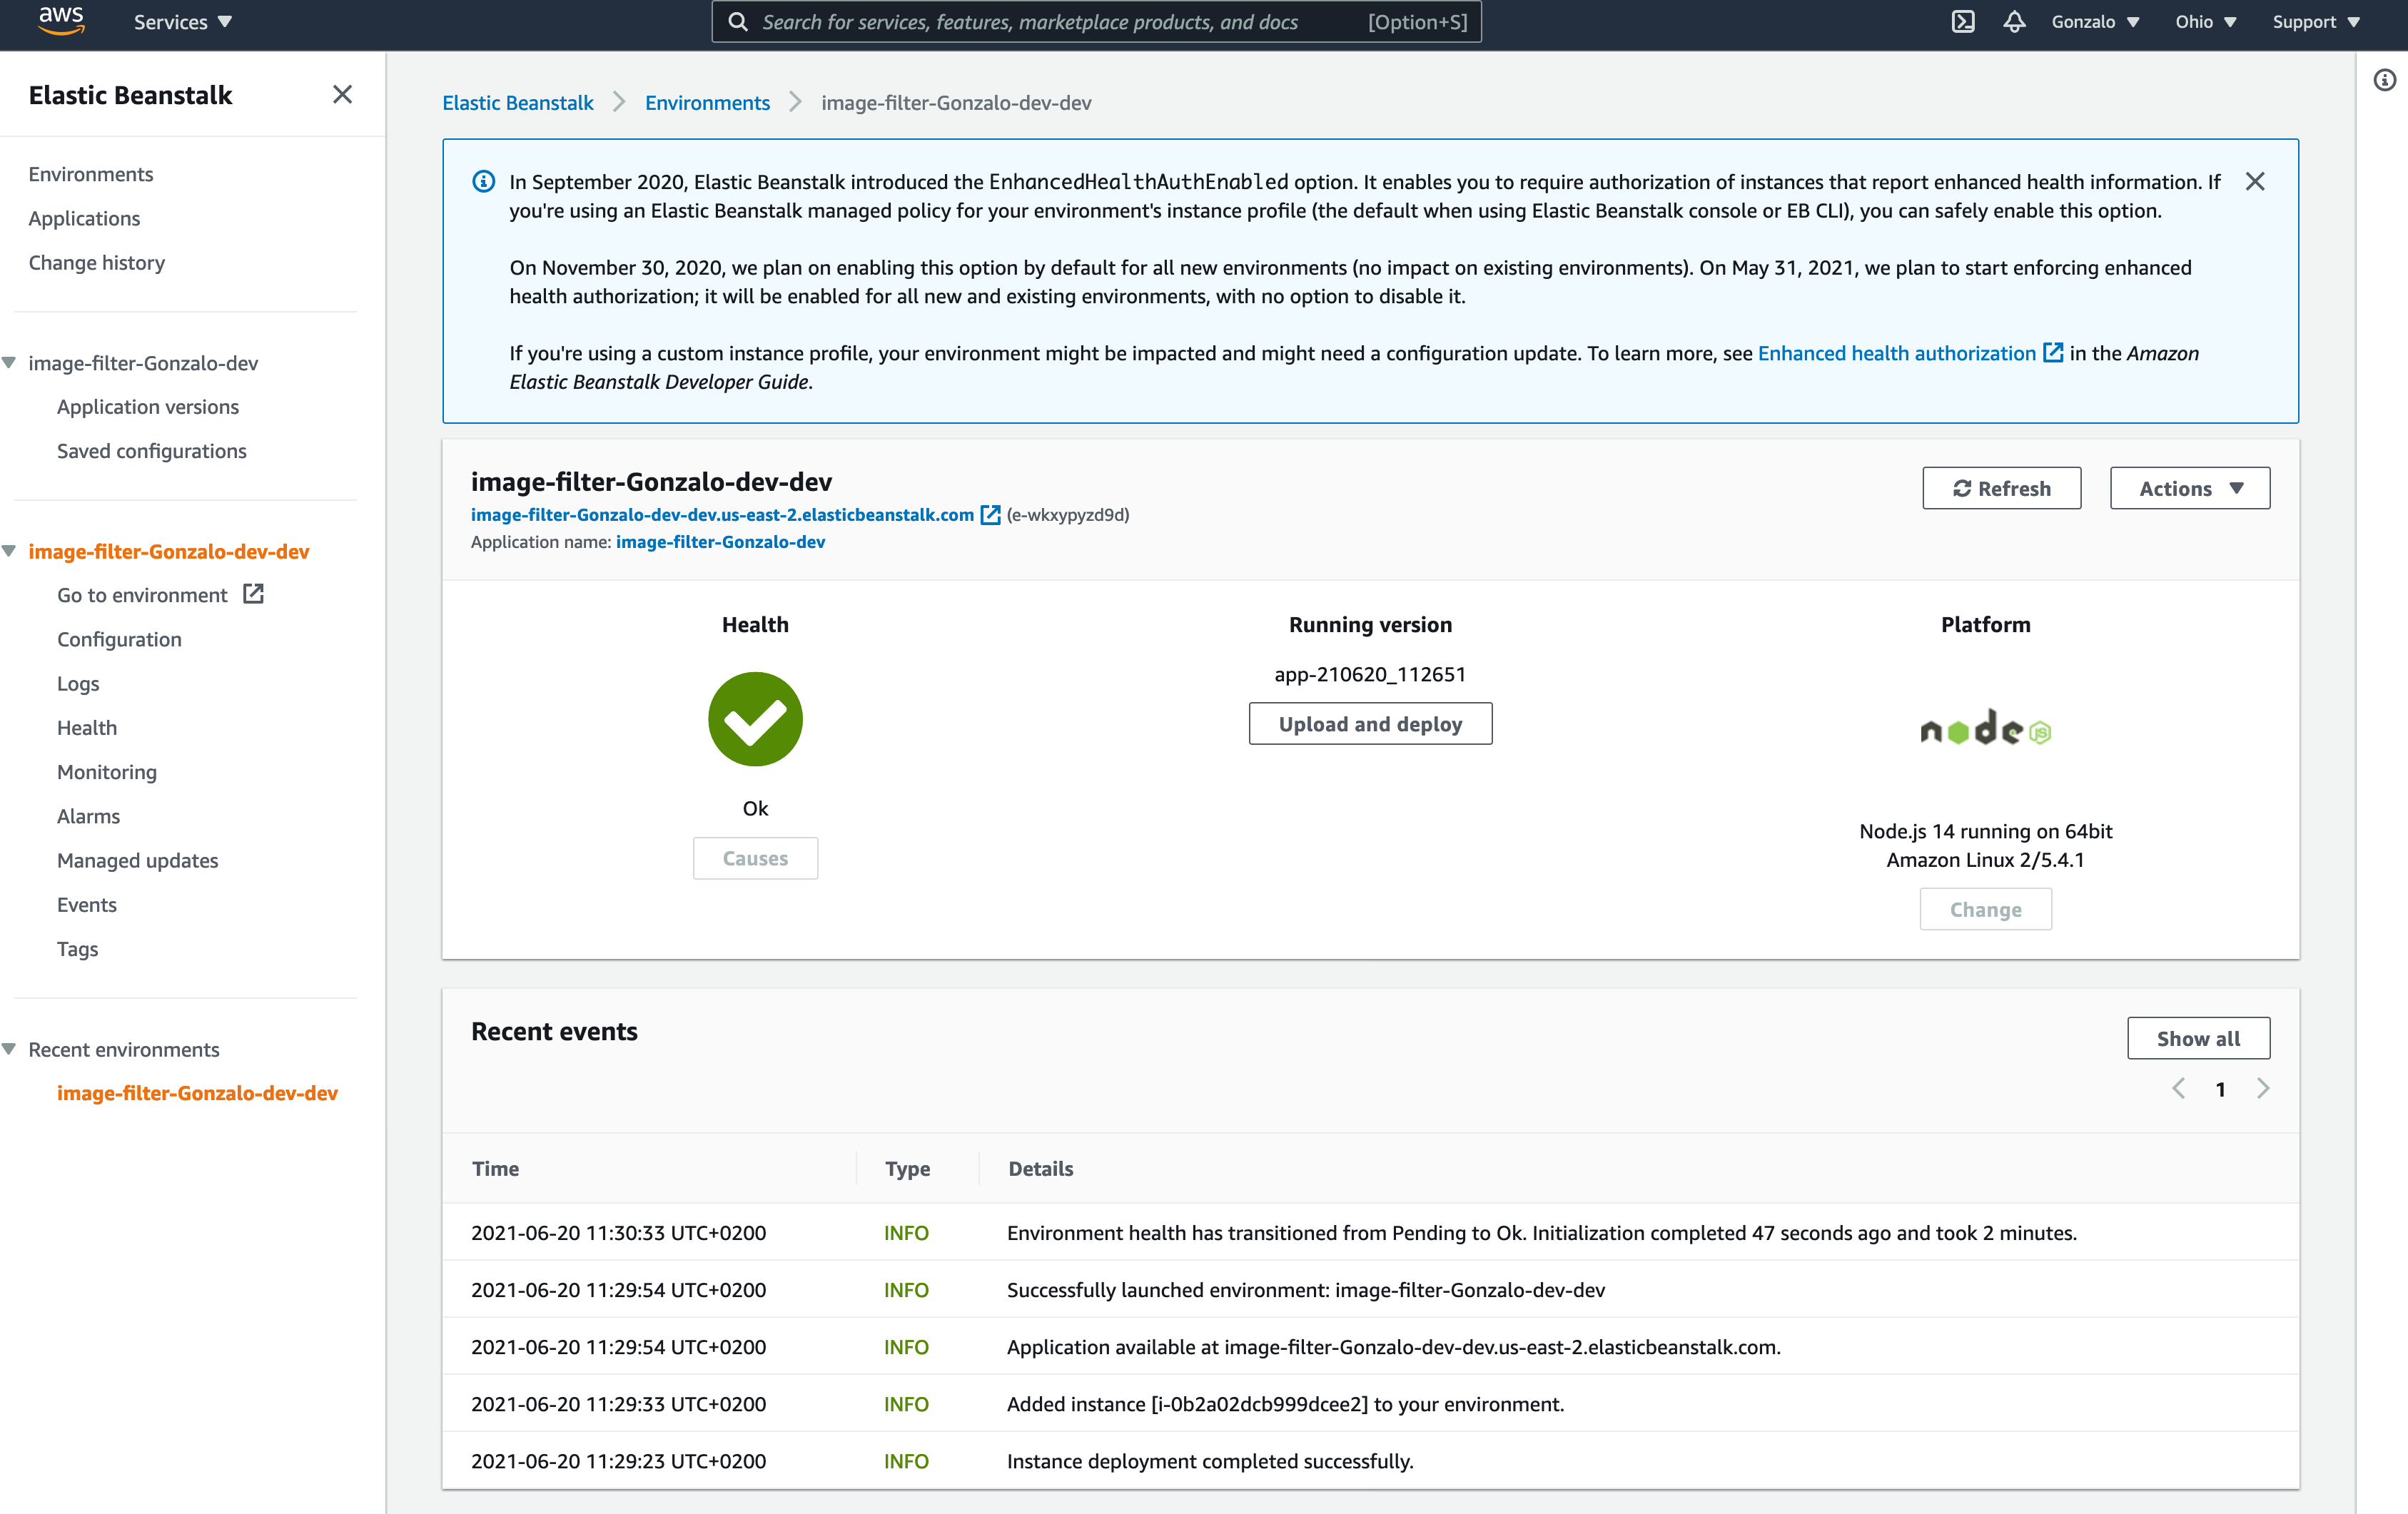 aws
Services
Search for services, features, marketplace products, and docs [Option+S]
Gonzalo
Ohio
Support
Elastic Beanstalk
Environments
Applications
Change history
image-filter-Gonzalo-dev
Application versions
Saved configurations
image-filter-Gonzalo-dev-dev
Go to environment
Configuration
Logs
Health
Monitoring
Alarms
Managed updates
Events
Tags
Recent environments
image-filter-Gonzalo-dev-dev
Elastic Beanstalk Environments image-filter-Gonzalo-dev-dev
In September 2020, Elastic Beanstalk introduced the EnhancedHealthAuthEnabled option. It enables you to require authorization of instances that report enhanced health information. If
you're using an Elastic Beanstalk managed policy for your environment's instance profile (the default when using Elastic Beanstalk console or EB CLI), you can safely enable this option.
On November 30, 2020, we plan on enabling this option by default for all new environments (no impact on existing environments). On May 31, 2021, we plan to start enforcing enhanced
health authorization; it will be enabled for all new and existing environments, with no option to disable it.
If you're using a custom instance profile, your environment might be impacted and might need a configuration update. To learn more, see Enhanced health authorization in the Amazon
Elastic Beanstalk Developer Guide.
image-filter-Gonzalo-dev-dev
image-filter-Gonzalo-dev-dev.us-east-2.elasticbeanstalk.com (e-wkxypyzd9d)
Application name: image-filter-Gonzalo-dev
Refresh
Actions
Health
Ok
Causes
Running version
app-210620_112651
Upload and deploy
Platform
node JS
Node.js 14 running on 64bit
Amazon Linux 2/5.4.1
Change
Recent events
Show all
1
Time Type Details
2021-06-20 11:30:33 UTC+0200 INFO Environment health has transitioned from Pending to Ok. Initialization completed 47 seconds ago and took 2 minutes.
2021-06-20 11:29:54 UTC+0200 INFO Successfully launched environment: image-filter-Gonzalo-dev-dev
2021-06-20 11:29:54 UTC+0200 INFO Application available at image-filter-Gonzalo-dev-dev.us-east-2.elasticbeanstalk.com.
2021-06-20 11:29:33 UTC+0200 INFO Added instance [i-0b2a02dcb999dcee2] to your environment.
2021-06-20 11:29:23 UTC+0200 INFO Instance deployment completed successfully.